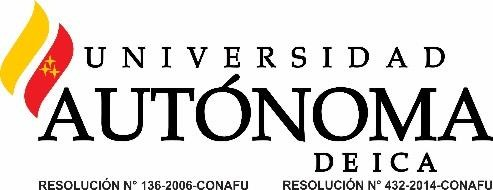 UNIVERSIDAD
AUTÓNOMA
DE ICA
RESOLUCIÓN N° 136-2006-CONAFU RESOLUCIÓN N° 432-2014-CONAFU